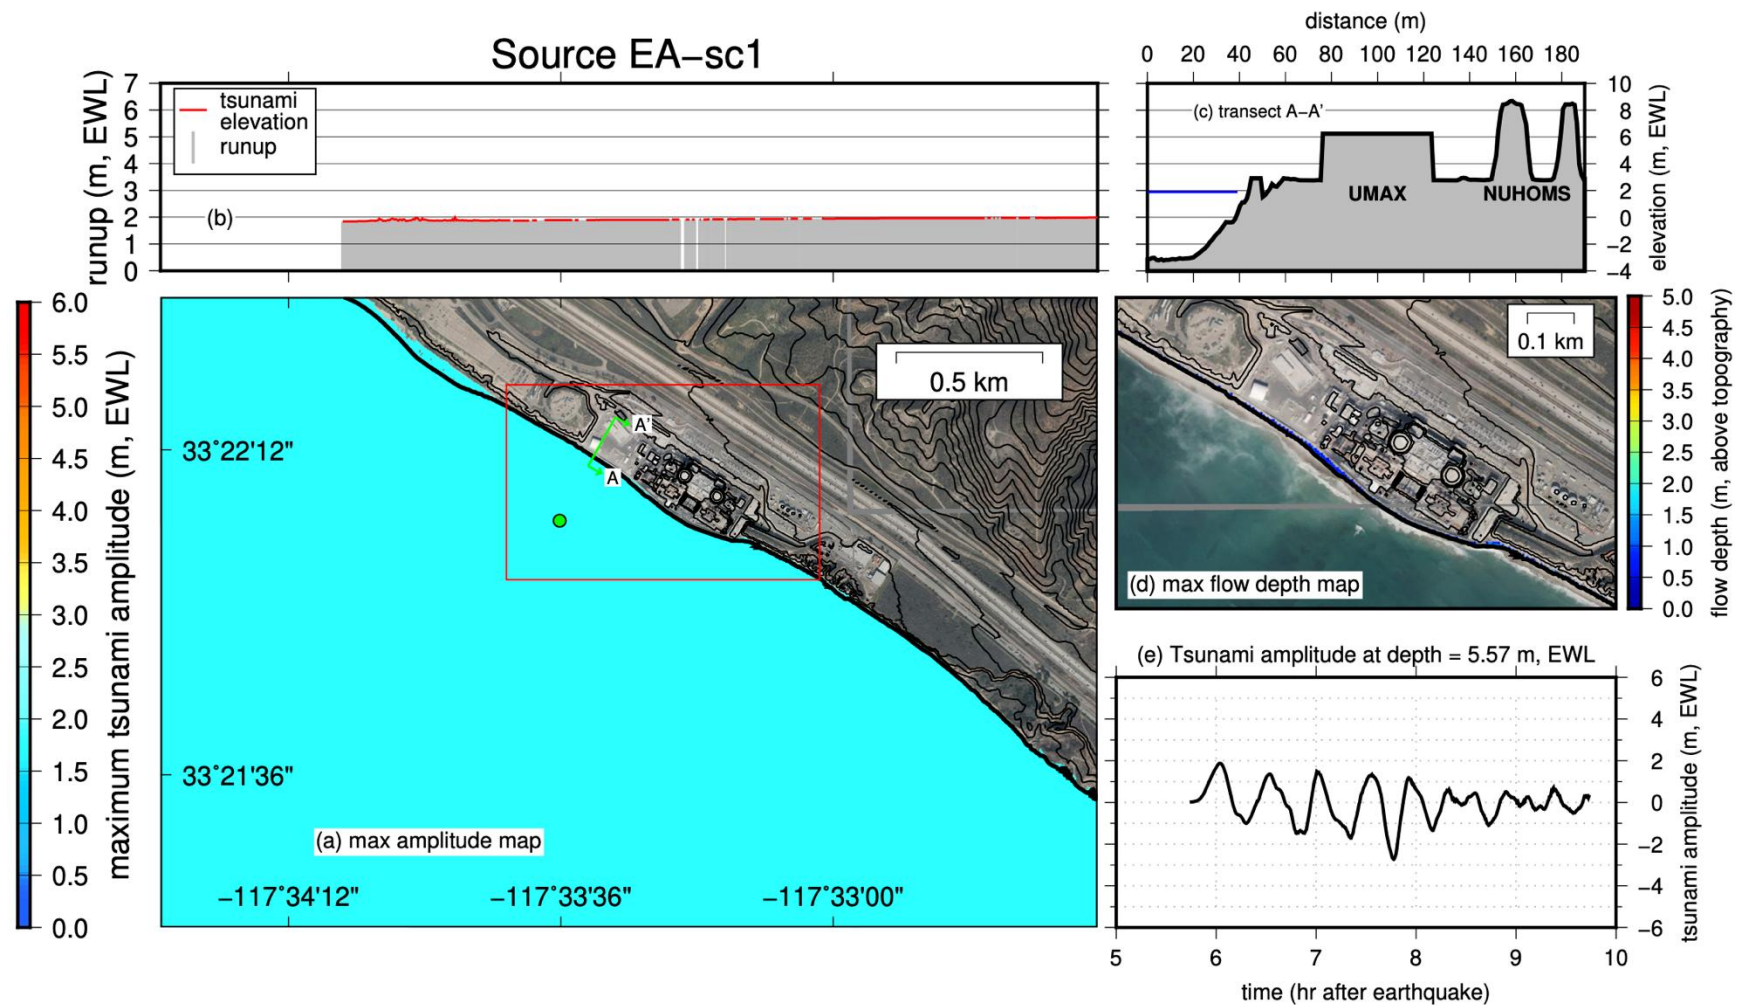 Source EA−sc1
runup (m, EWL)
7
6
5
4
3
2
1
0
tsunami
elevation
runup
(b)
distance (m)
0 20 40 60 80 100 120 140 160 180
(c) transect A−A'
UMAX
NUHOMS
10
8
6
4
2
0
−2
−4
elevation (m, EWL)
maximum tsunami amplitude (m, EWL)
6.0
5.5
5.0
4.5
4.0
3.5
3.0
2.5
2.0
1.5
1.0
0.5
0.0
0.5 km
A'
A
33˚22'12"
33˚21'36"
(a) max amplitude map
−117˚34'12"
−117˚33'36"
−117˚33'00"
0.1 km
(d) max flow depth map
5.0
4.5
4.0
3.5
3.0
2.5
2.0
1.5
1.0
0.5
0.0
flow depth (m, above topography)
(e) Tsunami amplitude at depth = 5.57 m, EWL
6
4
2
0
−2
−4
−6
tsunami amplitude (m, EWL)
5 6 7 8 9 10
time (hr after earthquake)